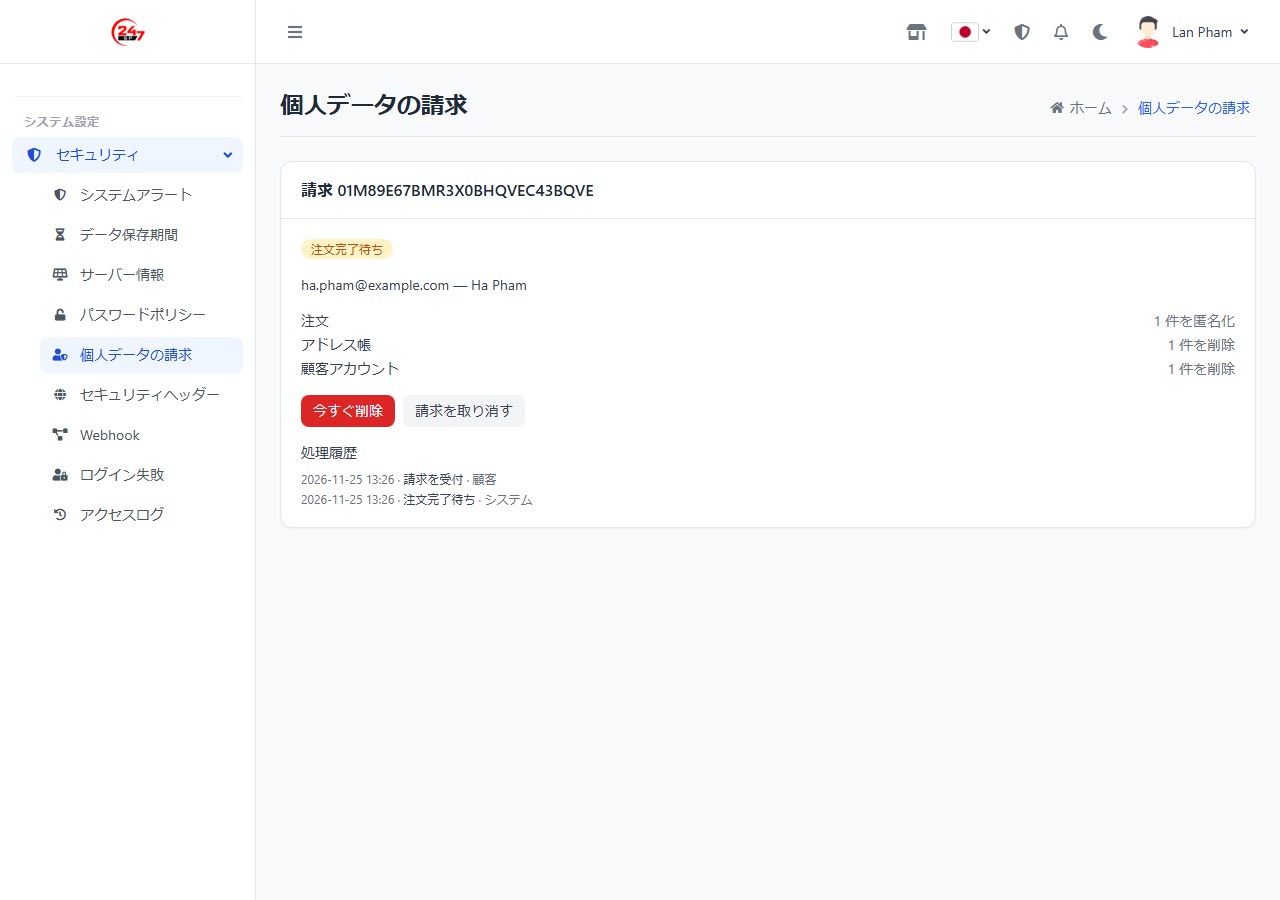 247
Lan Pham
システム設定
セキュリティ
システムアラート
データ保存期間
サーバー情報
パスワードポリシー
個人データの請求
セキュリティヘッダー
Webhook
ログイン失敗
アクセスログ
個人データの請求
ホーム
個人データの請求
請求 01M89E67BMR3X0BHQVEC43BQVE
注文完了待ち
ha.pham@example.com — Ha Pham
注文 1 件を匿名化
アドレス帳 1 件を削除
顧客アカウント 1 件を削除
今すぐ削除 請求を取り消す
処理履歴
2026-11-25 13:26 · 請求を受付 · 顧客
2026-11-25 13:26 · 注文完了待ち · システム